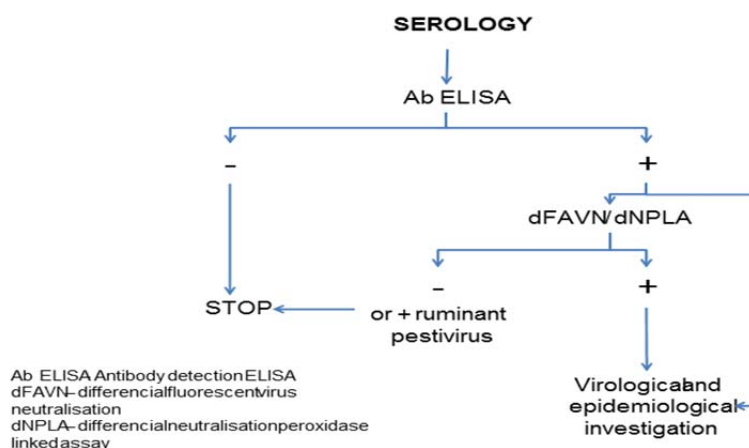 SEROLOGY
Ab ELISA
-
+
dFAVN/dNPLA
-
+
STOP
or + ruminant
pestivirus
Ab ELISA Antibody detection ELISA
dFAVN–differencial fluorescent virus
neutralisation
dNPLA–differencial neutralisation peroxidase
linked assay
Virological and
epidemiological
investigation